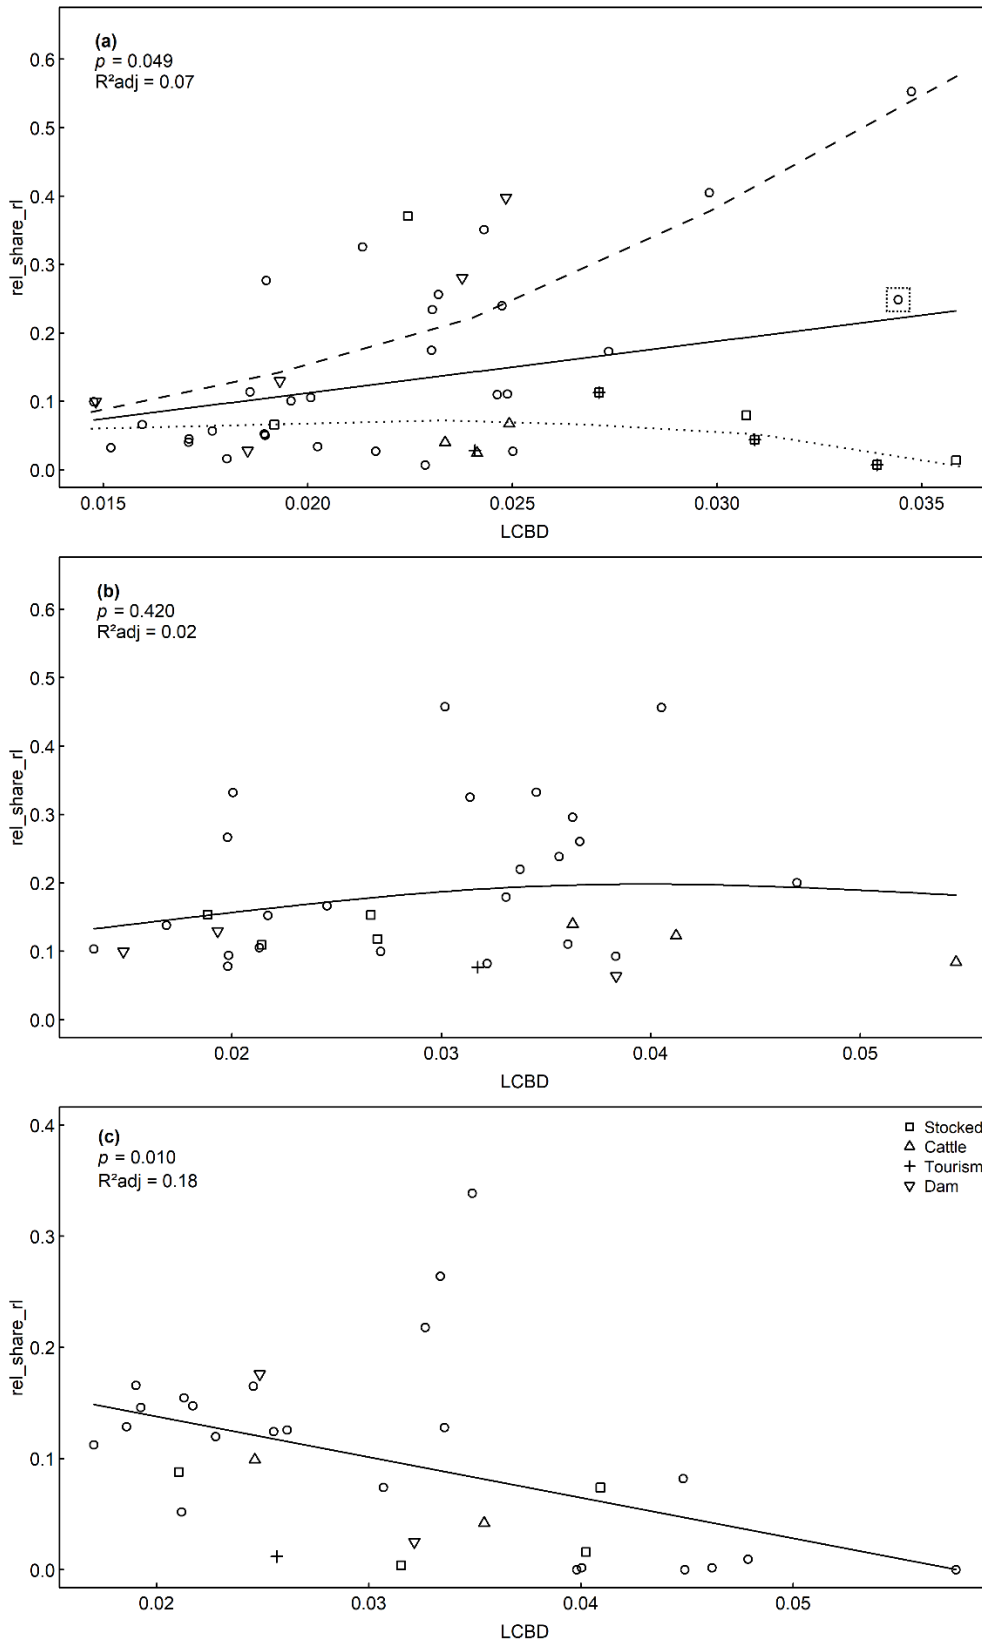 (a)
p = 0.049
R²adj = 0.07
rel_share_rl
0.6
0.5
0.4
0.3
0.2
0.1
0.0
0.015 0.020 0.025 0.030 0.035
LCBD
(b)
p = 0.420
R²adj = 0.02
rel_share_rl
0.6
0.5
0.4
0.3
0.2
0.1
0.0
0.02 0.03 0.04 0.05
LCBD
(c)
p = 0.010
R²adj = 0.18
Stocked
Cattle
Tourism
Dam
rel_share_rl
0.4
0.3
0.2
0.1
0.0
0.02 0.03 0.04 0.05
LCBD